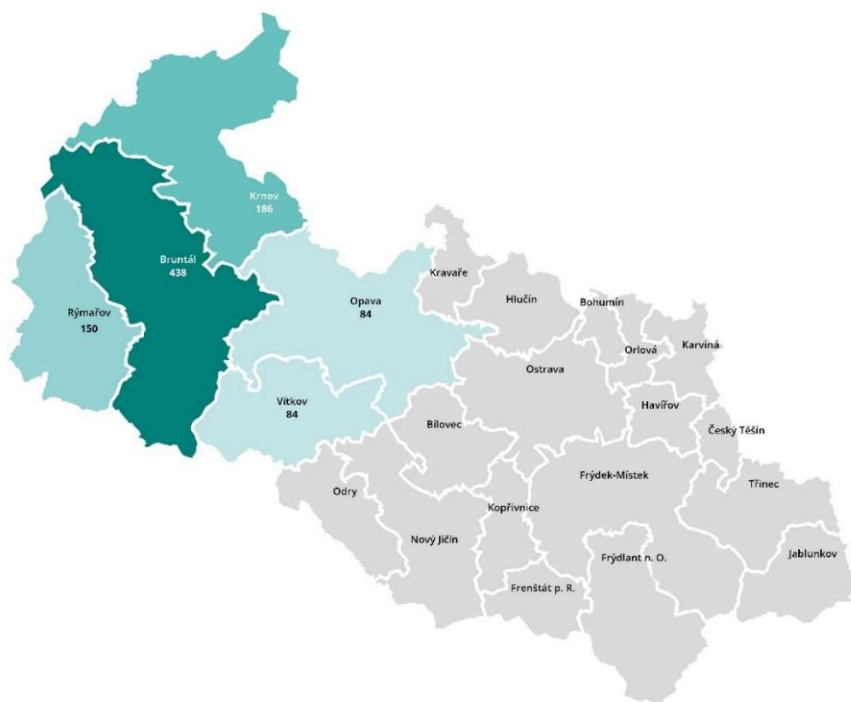 Krnov
186
Bruntál
438
Rýmařov
150
Opava
84
Vítkov
84
Kravaře
Hlučín
Bohumín
Orlová
Karviná
Ostrava
Havířov
Český Těšín
Bílovec
Frýdek-Místek
Třinec
Odry
Kopřivnice
Nový Jičín
Frýdlant n. O.
Jablunkov
Frenštát p. R.